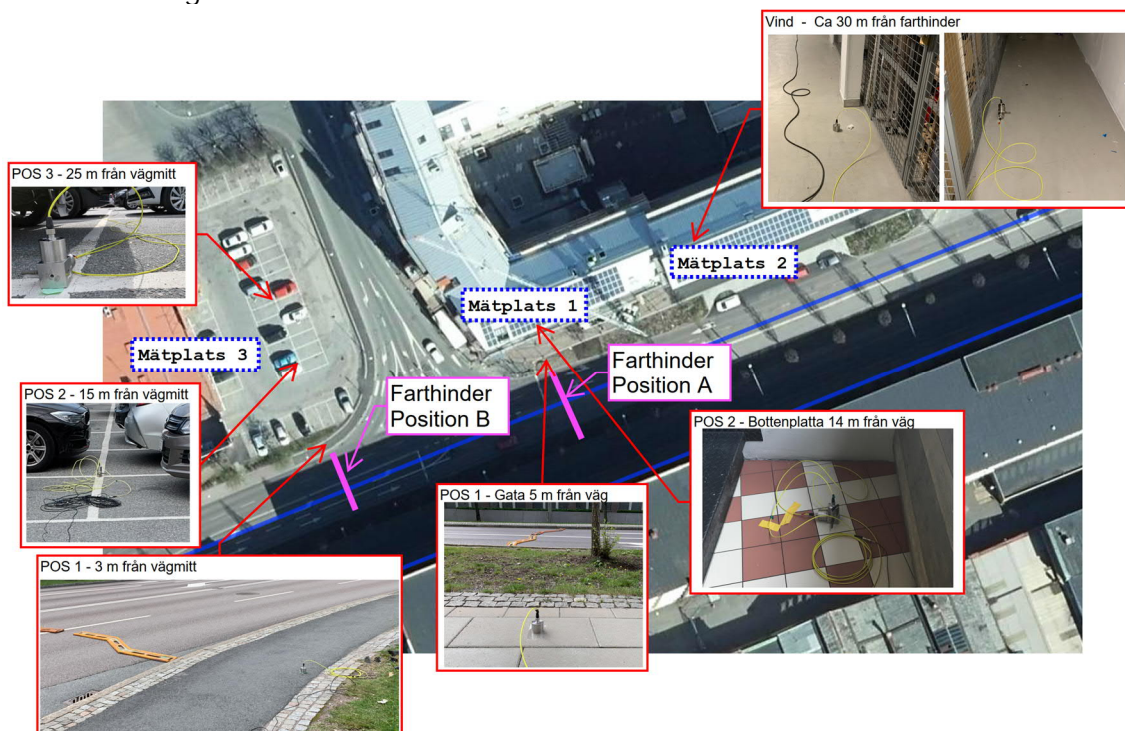 Vind - Ca 30 m från farthinder
POS 3 - 25 m från vägmitt
Mätplats 2
Mätplats 1
Mätplats 3
Farthinder
Position A
Farthinder
Position B
POS 2 - 15 m från vägmitt
POS 2 - Bottenplatta 14 m från väg
POS 1 - Gata 5 m från väg
POS 1 - 3 m från vägmitt